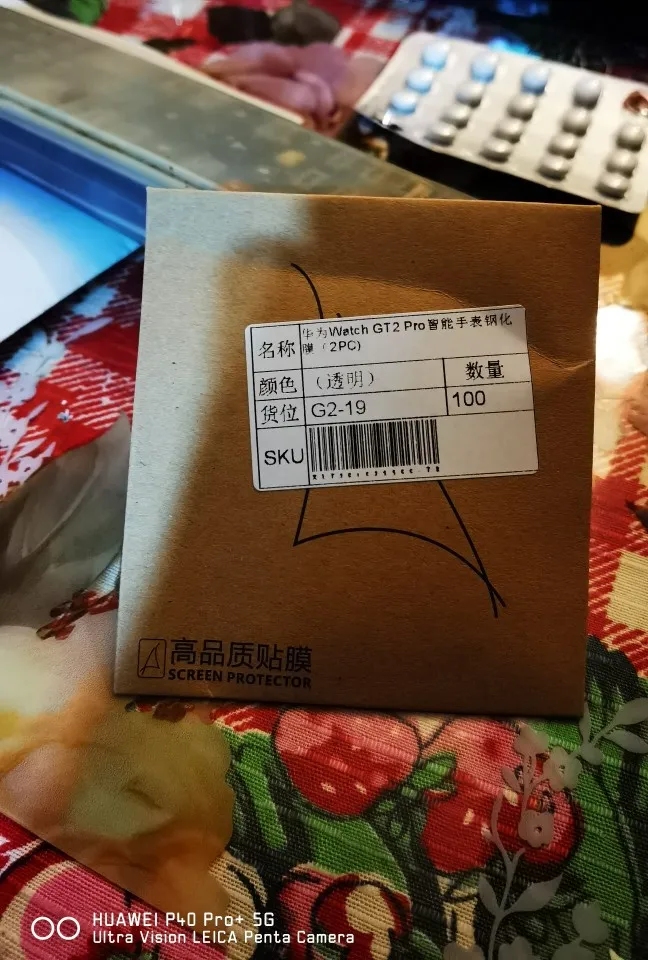 名称 华为Watch GT2 Pro智能手表钢化
膜（2PC）
颜色 （透明） 数量
货位 G2-19 100
SKU
高品质贴膜
SCREEN PROTECTOR
HUAWEI P40 Pro+ 5G
Ultra Vision LEICA Penta Camera